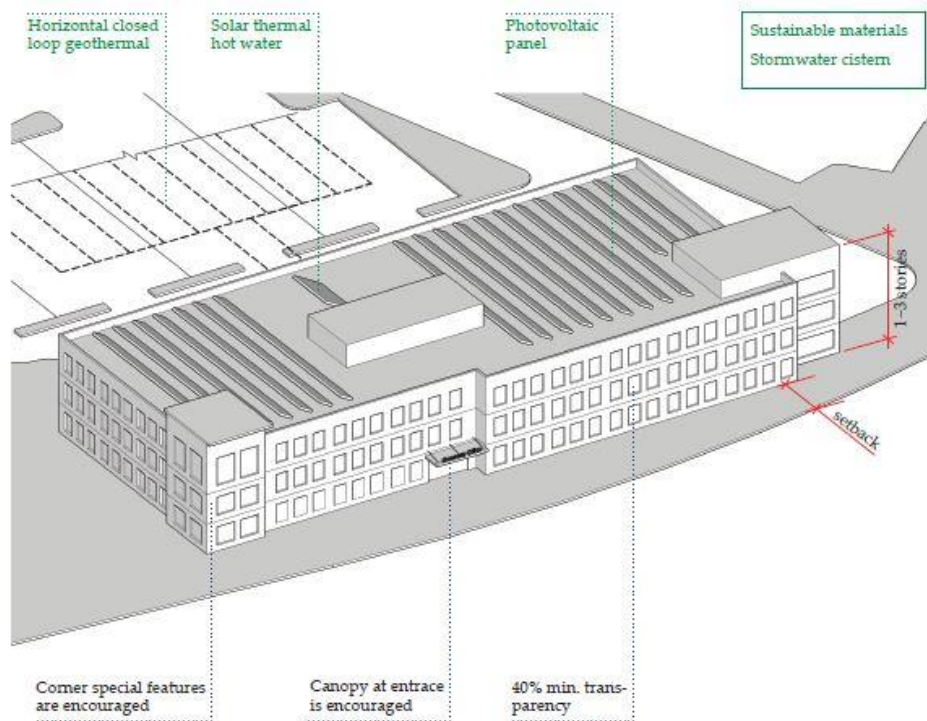 Horizontal closed
loop geothermal
Solar thermal
hot water
Photovoltaic
panel
Sustainable materials
Stormwater cistern
1–3 stories
setback
Corner special features
are encouraged
Canopy at entrace
is encouraged
40% min. trans-
parency